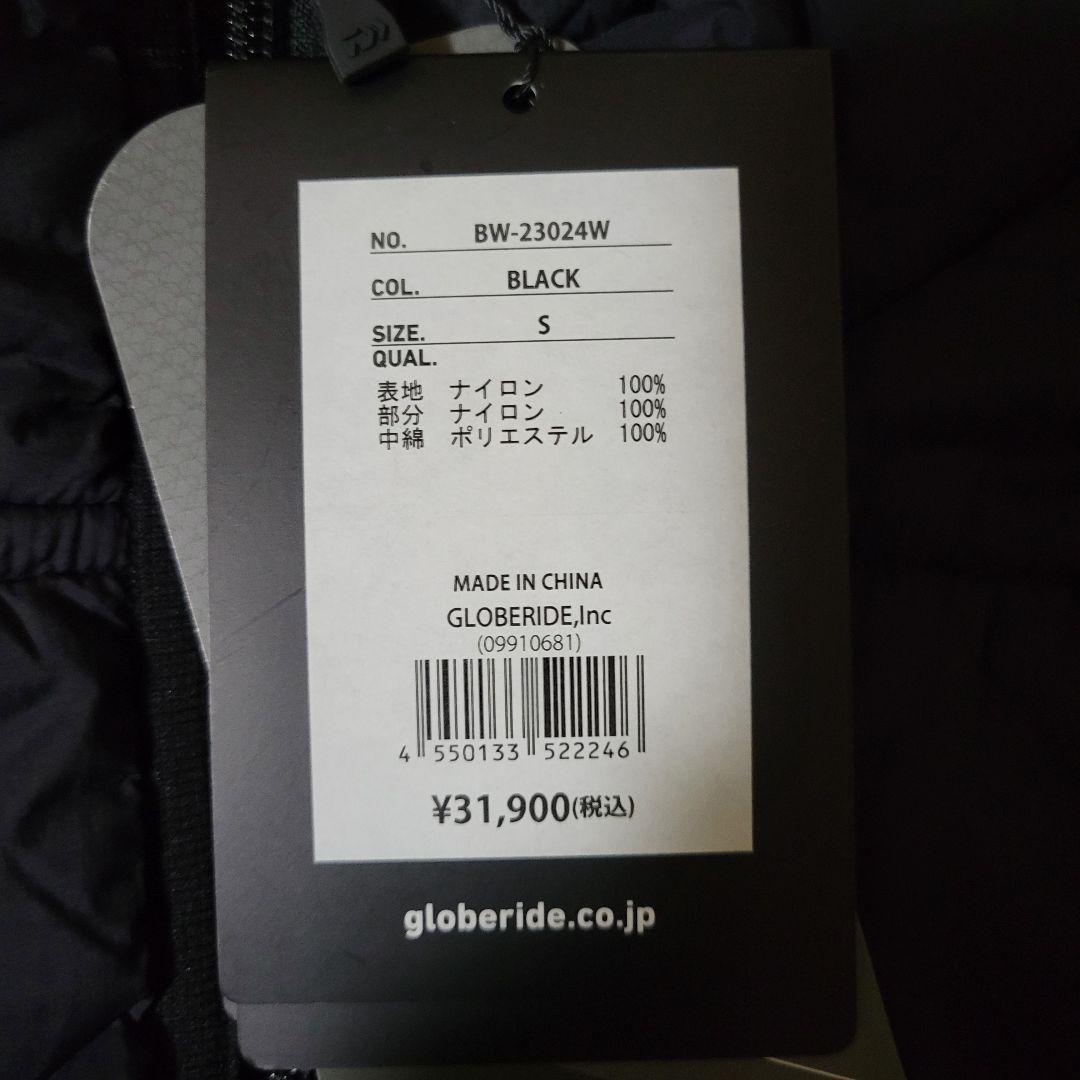 NO. BW-23024W
COL. BLACK
SIZE. S
QUAL.
表地 ナイロン 100%
部分 ナイロン 100%
中綿 ポリエステル 100%
MADE IN CHINA
GLOBERIDE,Inc
(09910681)
4 550133 522246
¥31,900(税込)
globeride.co.jp